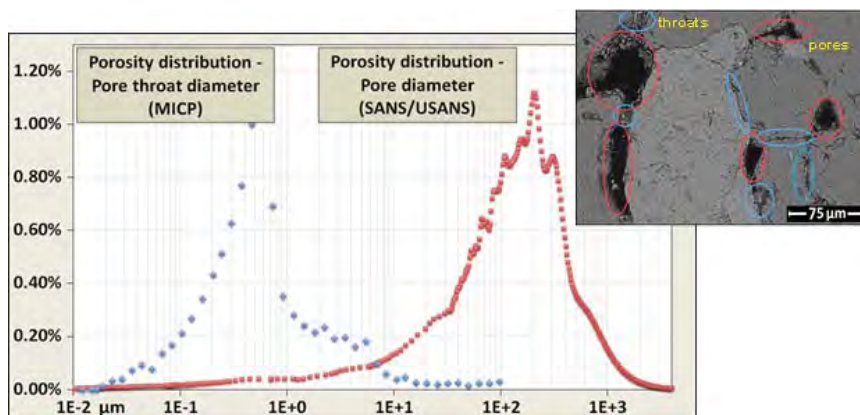 throats
pores
75 μm
Porosity distribution -
Pore throat diameter
(MICP)
Porosity distribution -
Pore diameter
(SANS/USANS)
1.20%
1.00%
0.80%
0.60%
0.40%
0.20%
0.00%
1E-2 μm 1E-1 1E+0 1E+1 1E+2 1E+3